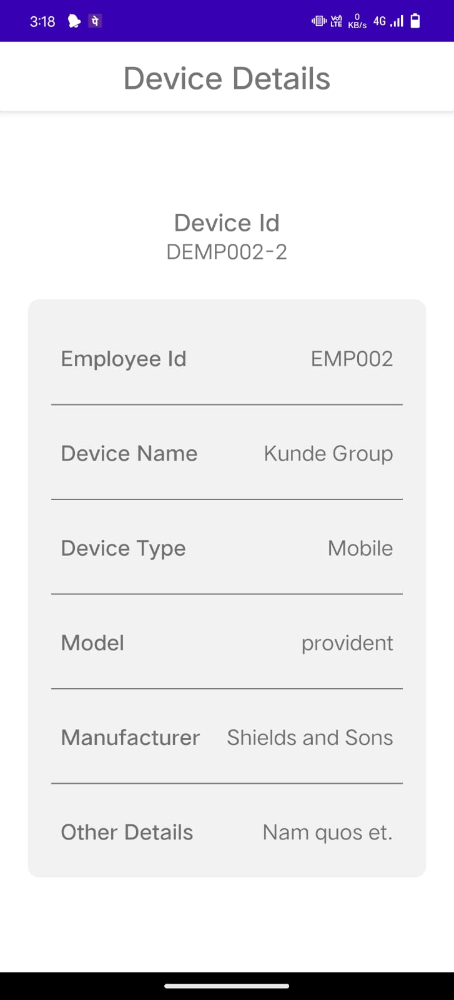 3:18 पे Vo) LTE 0 KB/s 4G
Device Details
Device Id
DEMP002-2
Employee Id EMP002
Device Name Kunde Group
Device Type Mobile
Model provident
Manufacturer Shields and Sons
Other Details Nam quos et.